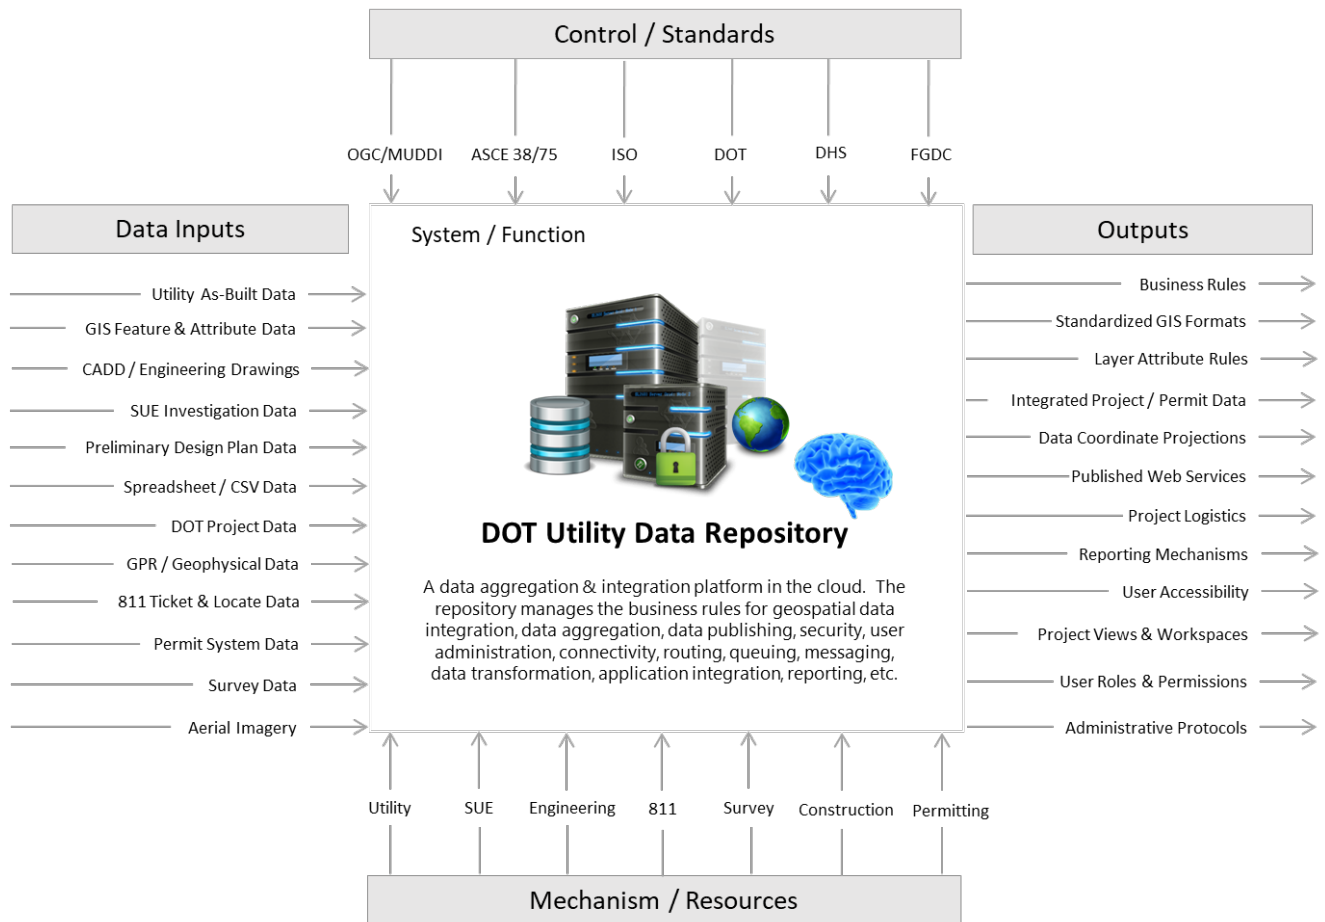 Control / Standards
OGC/MUDDI
ASCE 38/75
ISO
DOT
DHS
FGDC
Data Inputs
Utility As-Built Data
GIS Feature & Attribute Data
CADD / Engineering Drawings
SUE Investigation Data
Preliminary Design Plan Data
Spreadsheet / CSV Data
DOT Project Data
GPR / Geophysical Data
811 Ticket & Locate Data
Permit System Data
Survey Data
Aerial Imagery
System / Function
DOT Utility Data Repository
A data aggregation & integration platform in the cloud. The
repository manages the business rules for geospatial data
integration, data aggregation, data publishing, security, user
administration, connectivity, routing, queuing, messaging,
data transformation, application integration, reporting, etc.
Outputs
Business Rules
Standardized GIS Formats
Layer Attribute Rules
Integrated Project / Permit Data
Data Coordinate Projections
Published Web Services
Project Logistics
Reporting Mechanisms
User Accessibility
Project Views & Workspaces
User Roles & Permissions
Administrative Protocols
Utility
SUE
Engineering
811
Survey
Construction
Permitting
Mechanism / Resources